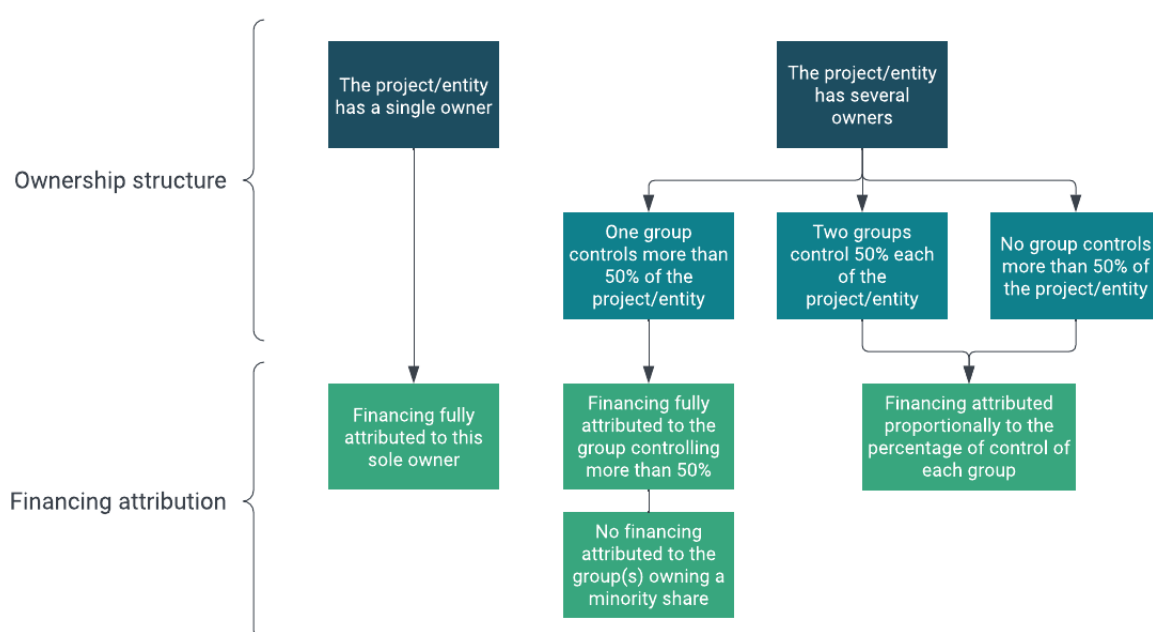 The project/entity
has a single owner
The project/entity
has several
owners
Ownership structure
One group
controls more than
50% of the
project/entity
Two groups
control 50% each
of the
project/entity
No group controls
more than 50% of
the project/entity
Financing fully
attributed to this
sole owner
Financing fully
attributed to the
group controlling
more than 50%
Financing attributed
proportionally to the
percentage of control of
each group
Financing attribution
No financing
attributed to the
group(s) owning a
minority share